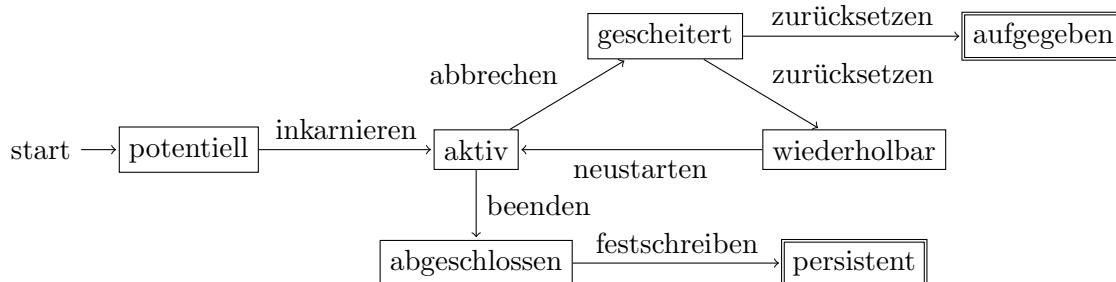 zurücksetzen
gescheitert
aufgegeben
abbrechen
zurücksetzen
start
potentiell
inkarnieren
aktiv
wiederholbar
neustarten
beenden
abgeschlossen
festschreiben
persistent